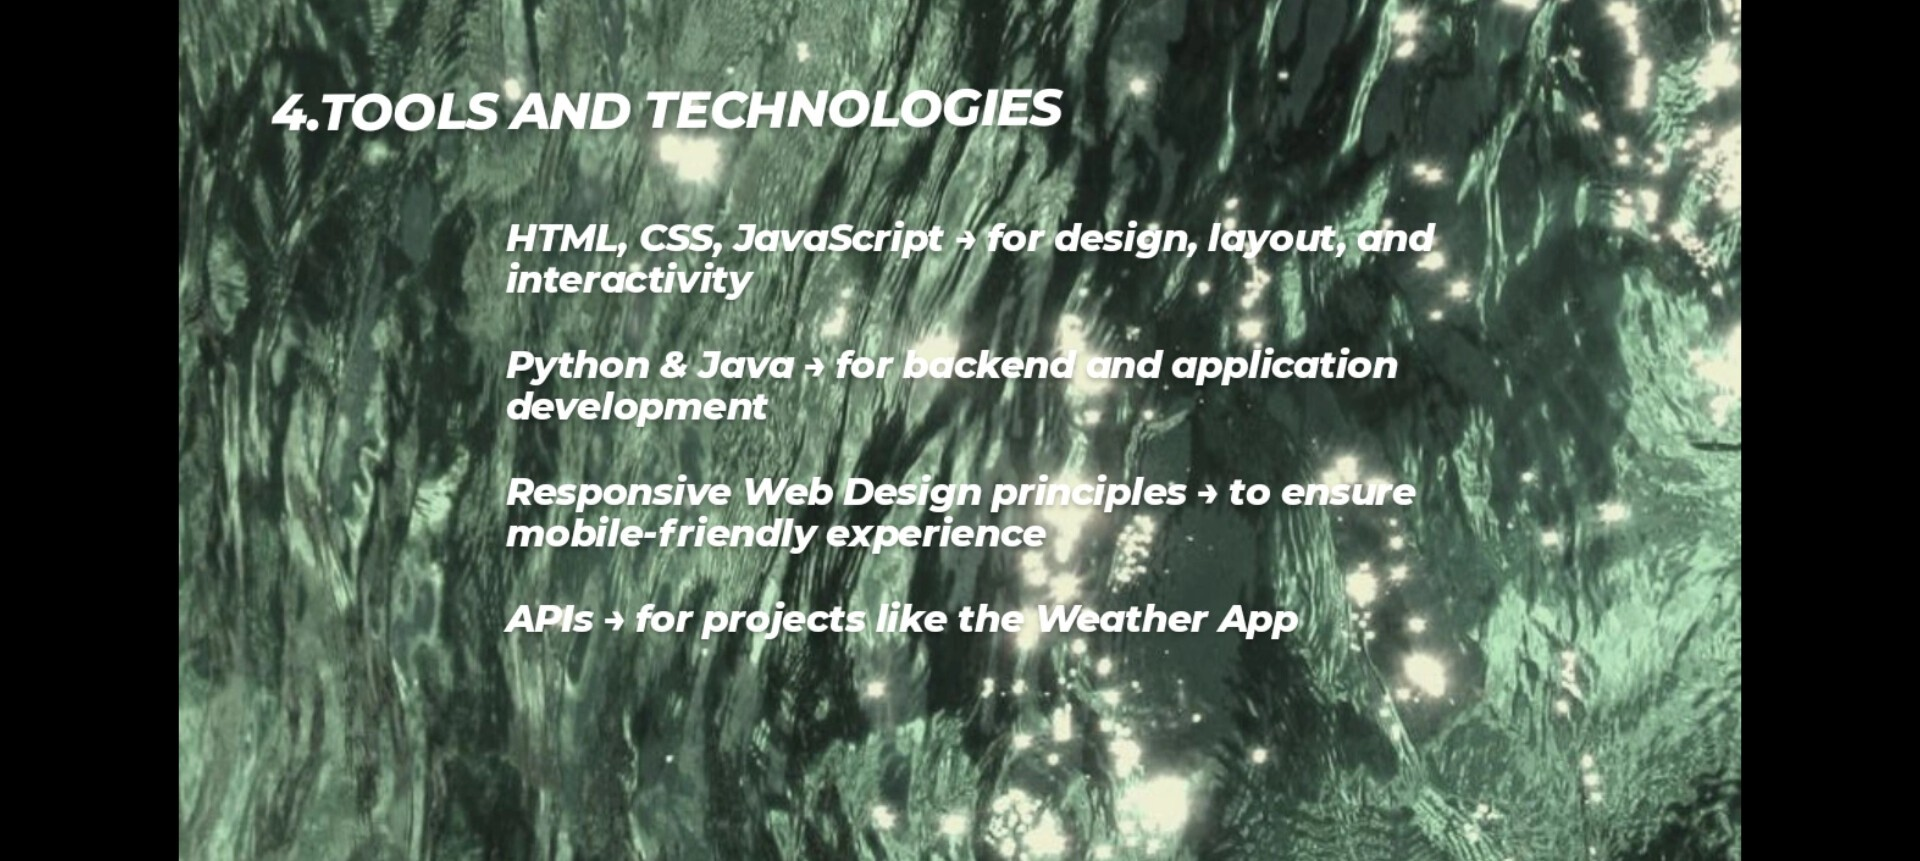 4.TOOLS AND TECHNOLOGIES
HTML, CSS, JavaScript → for design, layout, and
interactivity
Python & Java → for backend and application
development
Responsive Web Design principles → to ensure
mobile-friendly experience
APIs → for projects like the Weather App